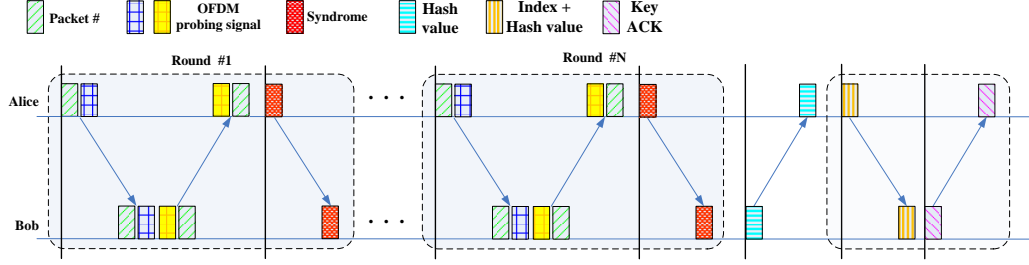 Packet #
OFDM
probing signal
Syndrome
Hash
value
Index +
Hash value
Key
ACK
Round #1
Round #N
Alice
. . .
Bob
. . .